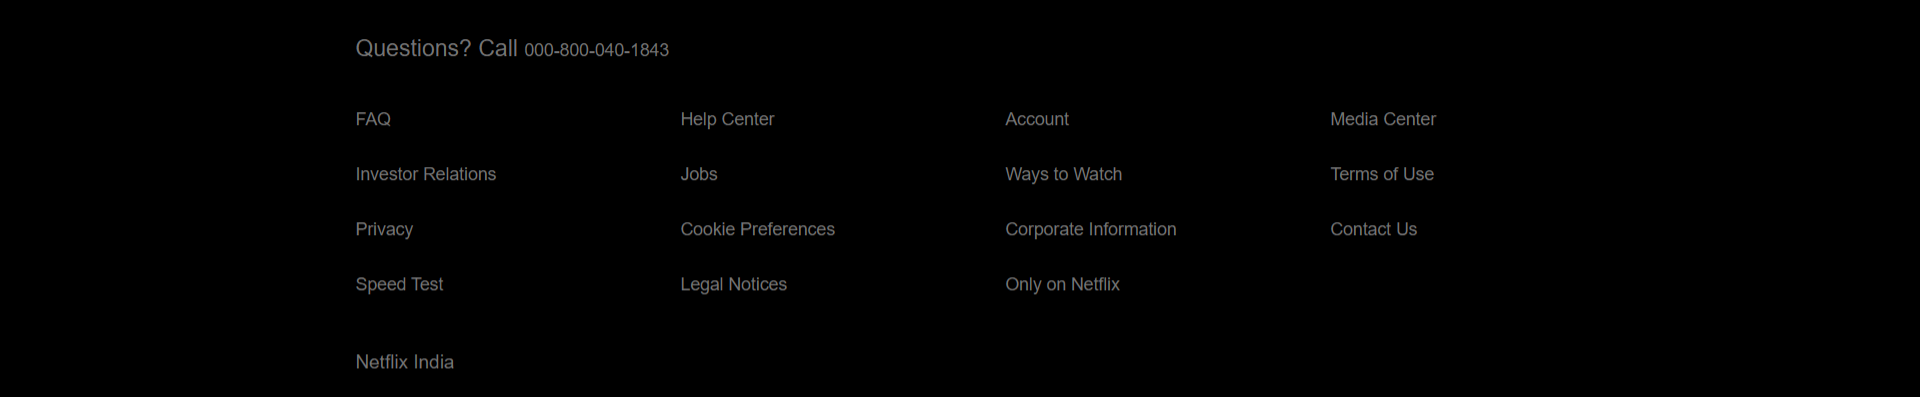 Questions? Call 000-800-040-1843
FAQ Help Center Account Media Center
Investor Relations Jobs Ways to Watch Terms of Use
Privacy Cookie Preferences Corporate Information Contact Us
Speed Test Legal Notices Only on Netflix
Netflix India